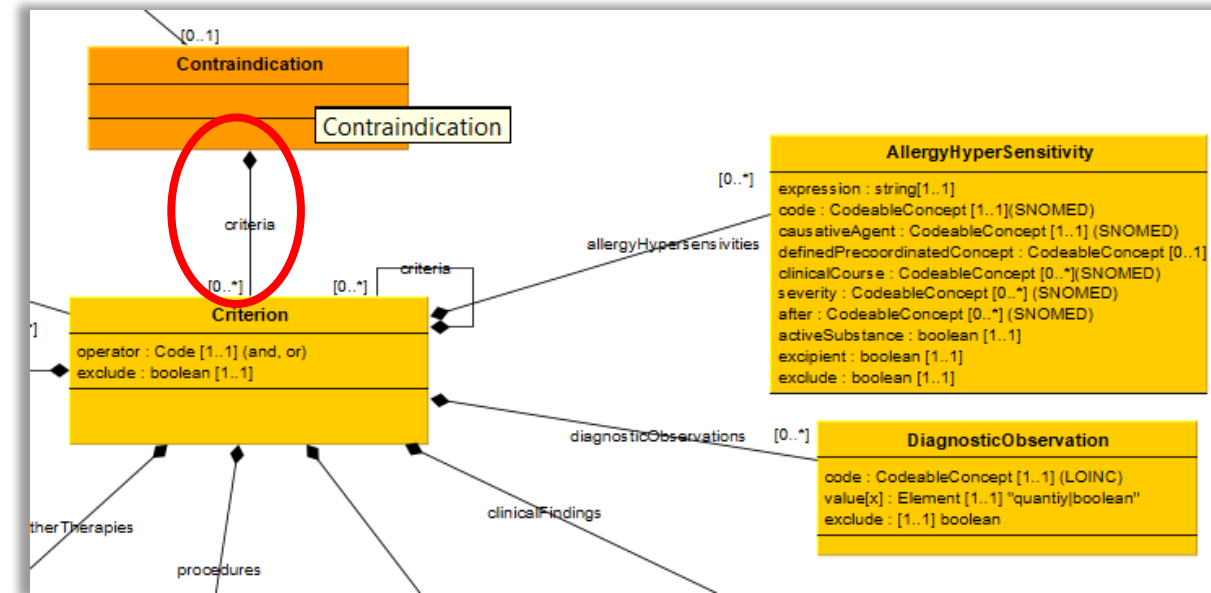 [0..1]
Contraindication
Contraindication
criteria
[0..*]
Criterion
operator : Code [1..1] (and, or)
exclude : boolean [1..1]
[0..*]
criteria
*]
allergyHypersensivities
[0..*]
AllergyHyperSensitivity
expression : string[1..1]
code : CodeableConcept [1..1](SNOMED)
causativeAgent : CodeableConcept [1..1] (SNOMED)
definedPrecoordinatedConcept : CodeableConcept [0..1]
clinicalCourse : CodeableConcept [0..*](SNOMED)
severity : CodeableConcept [0..*] (SNOMED)
after : CodeableConcept [0..*] (SNOMED)
activeSubstance : boolean [1..1]
excipient : boolean [1..1]
exclude : boolean [1..1]
diagnosticObservations
[0..*]
DiagnosticObservation
code : CodeableConcept [1..1] (LOINC)
value[x] : Element [1..1] "quantiy|boolean"
exclude : [1..1] boolean
therTherapies
procedures
clinicalFindings